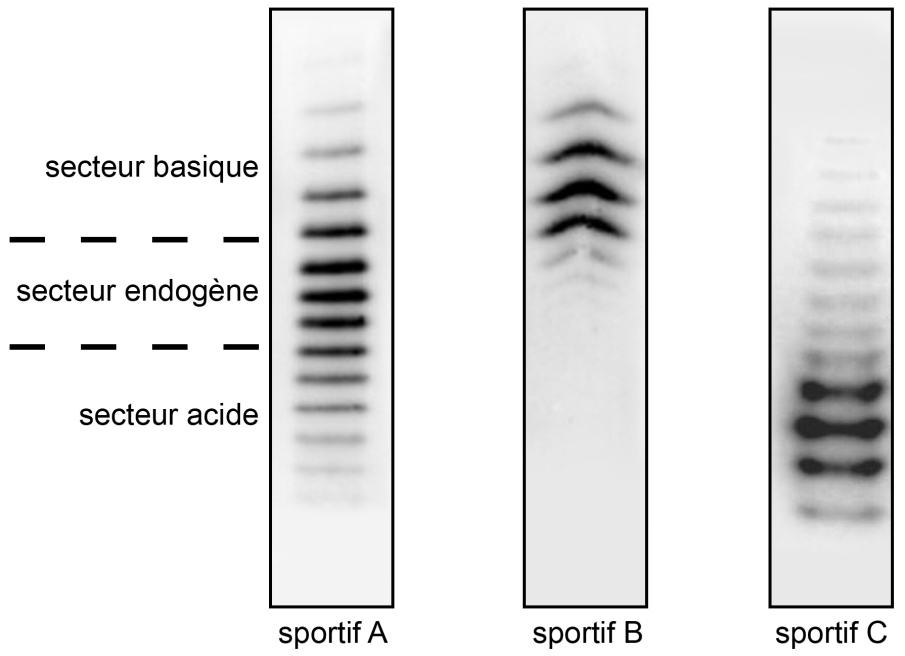 secteur basique
secteur endogène
secteur acide
sportif A
sportif B
sportif C